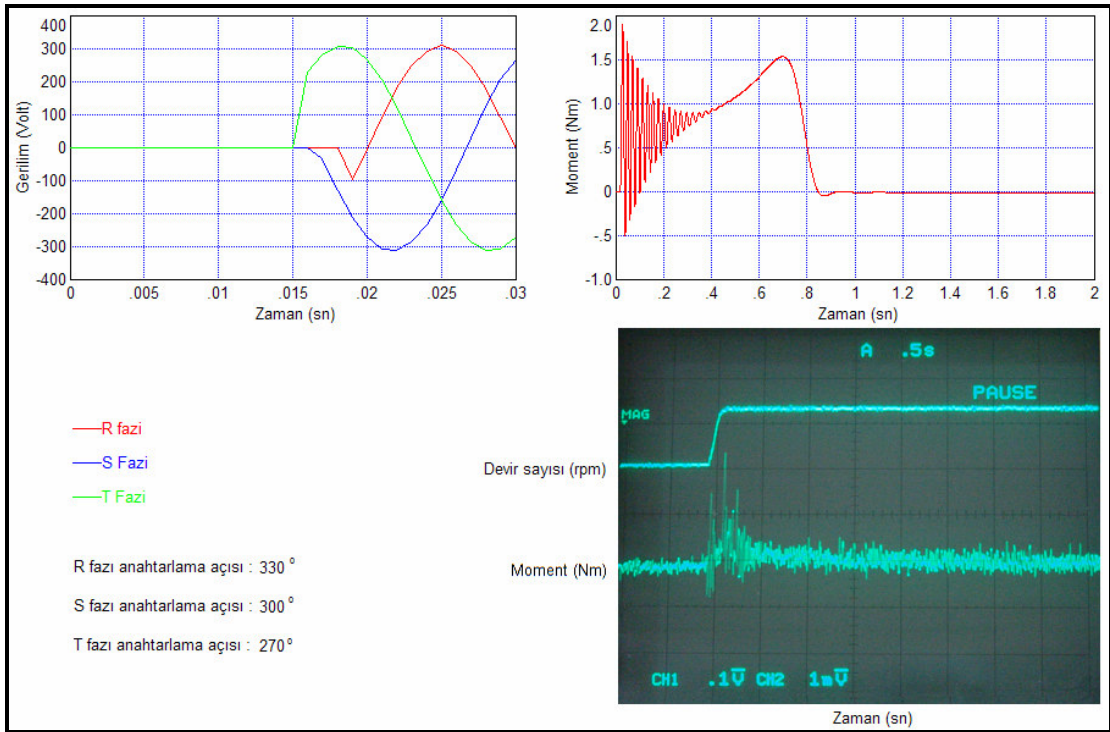 400
300
200
100
0
-100
-200
-300
-400
Gerilim (Volt)
0 .005 .01 .015 .02 .025 .03
Zaman (sn)
2.0
1.5
1.0
.5
0
-.5
-1.0
Moment (Nm)
0 .2 .4 .6 .8 1 1.2 1.4 1.6 1.8 2
Zaman (sn)
R fazi
S Fazi
T Fazi
R fazı anahtarlama açısı : 330 °
S fazı anahtarlama açısı : 300 °
T fazı anahtarlama açısı : 270 °
A .5s
PAUSE
MAG
Devir sayısı (rpm)
Moment (Nm)
CH1 .1V CH2 1mV
Zaman (sn)